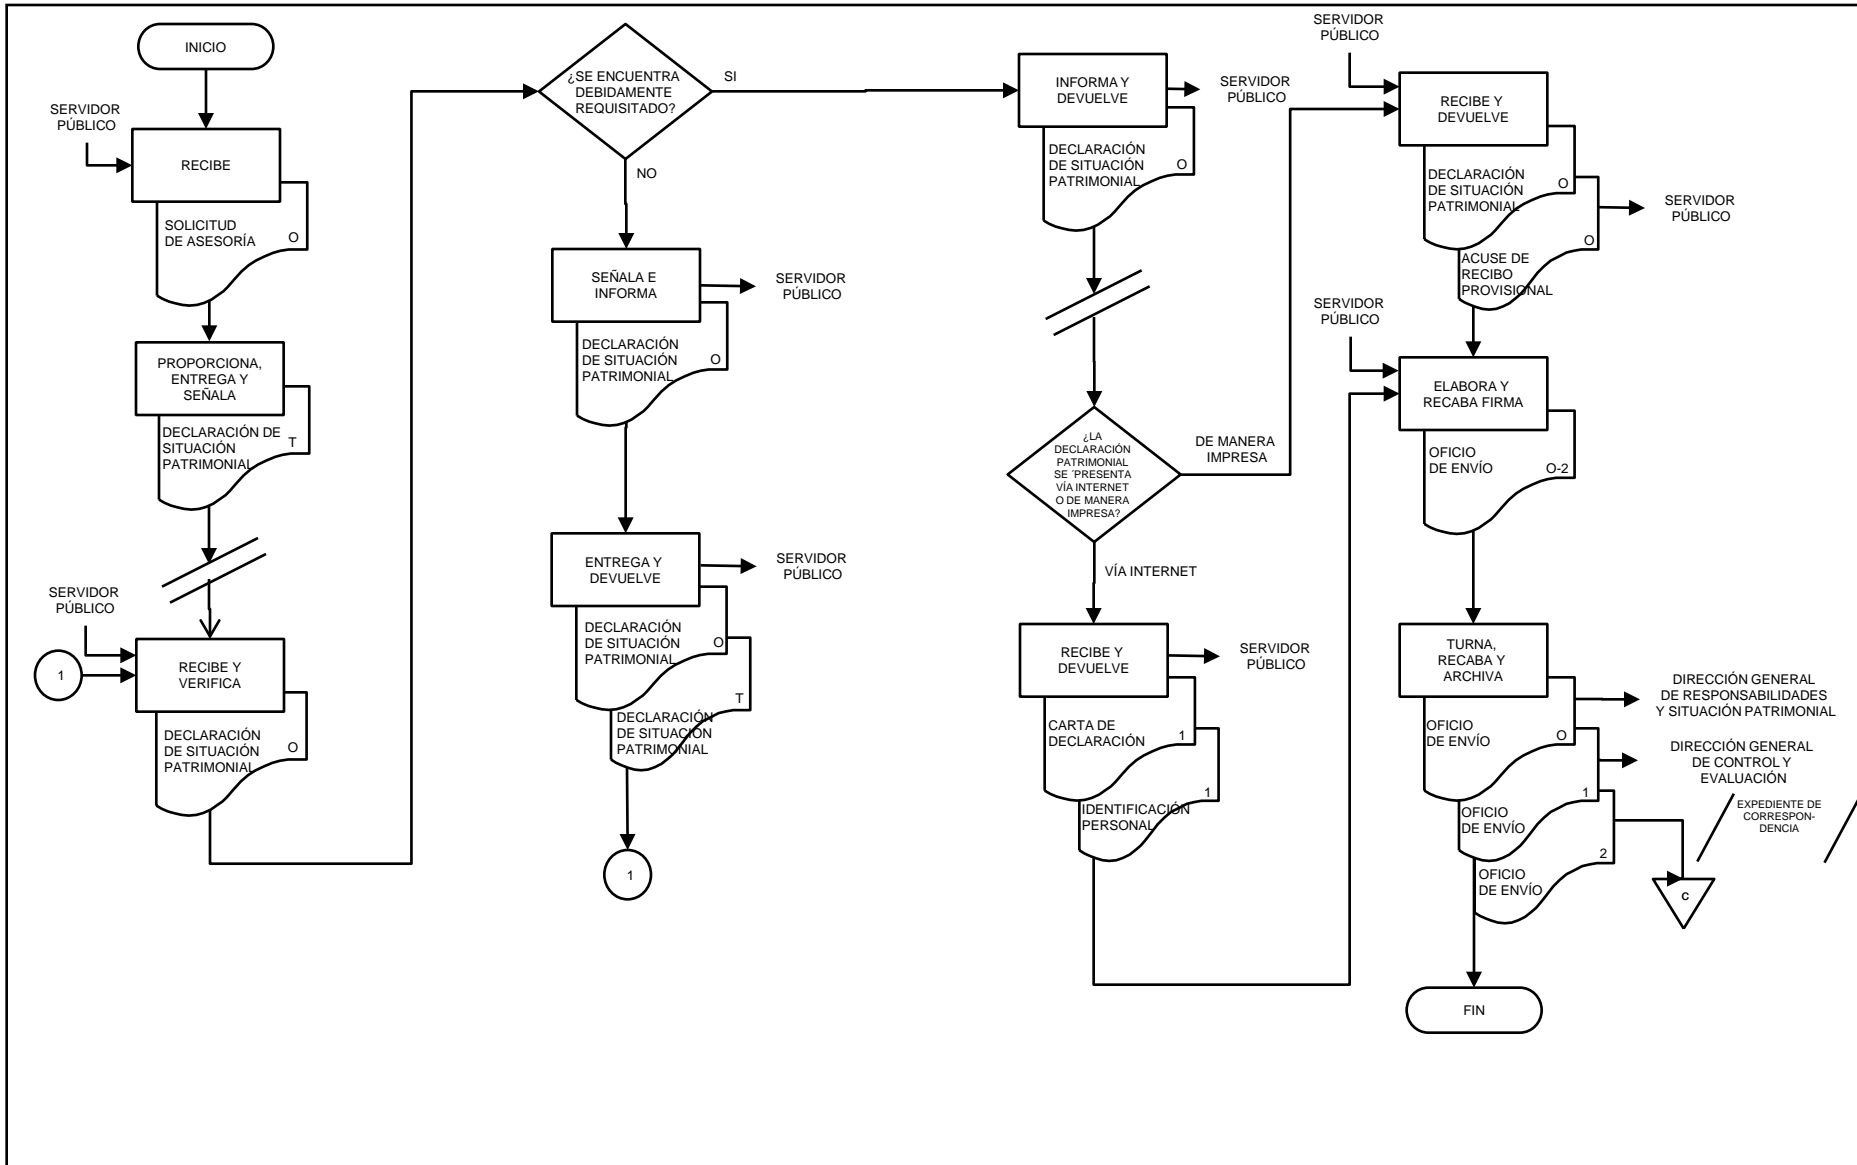 INICIO
SERVIDOR
PÚBLICO
RECIBE
SOLICITUD
DE ASESORÍA
O
PROPORCIONA,
ENTREGA Y
SEÑALA
DECLARACIÓN DE
SITUACIÓN
PATRIMONIAL
T
SERVIDOR
PÚBLICO
1
RECIBE Y
VERIFICA
DECLARACIÓN
DE SITUACIÓN
PATRIMONIAL
O
¿SE ENCUENTRA
DEBIDAMENTE
REQUISITADO?
SI
NO
SEÑALA E
INFORMA
SERVIDOR
PÚBLICO
DECLARACIÓN
DE SITUACIÓN
PATRIMONIAL
O
ENTREGA Y
DEVUELVE
SERVIDOR
PÚBLICO
DECLARACIÓN
DE SITUACIÓN
PATRIMONIAL
O
DECLARACIÓN
DE SITUACIÓN
PATRIMONIAL
T
1
INFORMA Y
DEVUELVE
SERVIDOR
PÚBLICO
DECLARACIÓN
DE SITUACIÓN
PATRIMONIAL
O
¿LA
DECLARACIÓN
PATRIMONIAL
SE ´PRESENTA
VÍA INTERNET
O DE MANERA
IMPRESA?
DE MANERA
IMPRESA
VÍA INTERNET
RECIBE Y
DEVUELVE
SERVIDOR
PÚBLICO
CARTA DE
DECLARACIÓN
1
IDENTIFICACIÓN
PERSONAL
1
SERVIDOR
PÚBLICO
RECIBE Y
DEVUELVE
DECLARACIÓN
DE SITUACIÓN
PATRIMONIAL
O
SERVIDOR
PÚBLICO
ACUSE DE
RECIBO
PROVISIONAL
O
SERVIDOR
PÚBLICO
ELABORA Y
RECABA FIRMA
OFICIO
DE ENVÍO
O-2
TURNA,
RECABA Y
ARCHIVA
DIRECCIÓN GENERAL
DE RESPONSABILIDADES
Y SITUACIÓN PATRIMONIAL
OFICIO
DE ENVÍO
O
DIRECCIÓN GENERAL
DE CONTROL Y
EVALUACIÓN
OFICIO
DE ENVÍO
1
EXPEDIENTE DE
CORRESPON-
DENCIA
OFICIO
DE ENVÍO
2
c
FIN